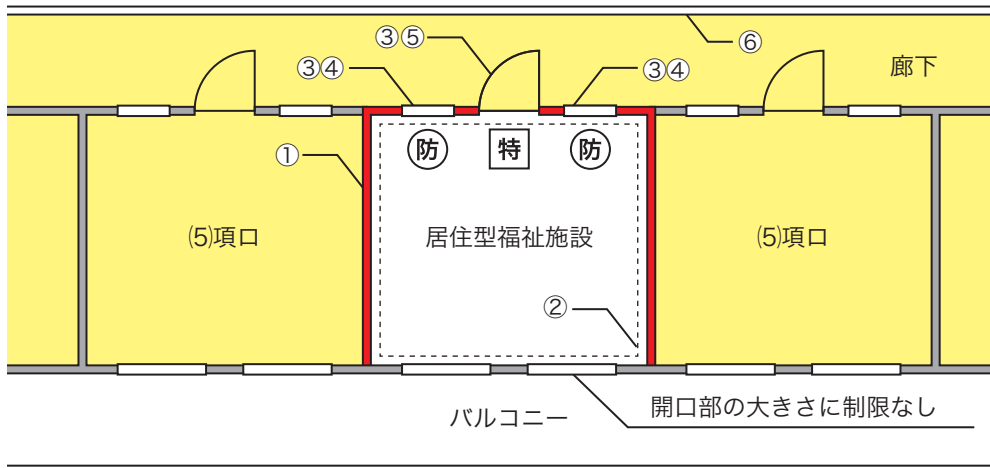 ⑥
③⑤
③④
③④
廊下
防
特
防
①
⑸項ロ
居住型福祉施設
⑸項ロ
②
バルコニー
開口部の大きさに制限なし